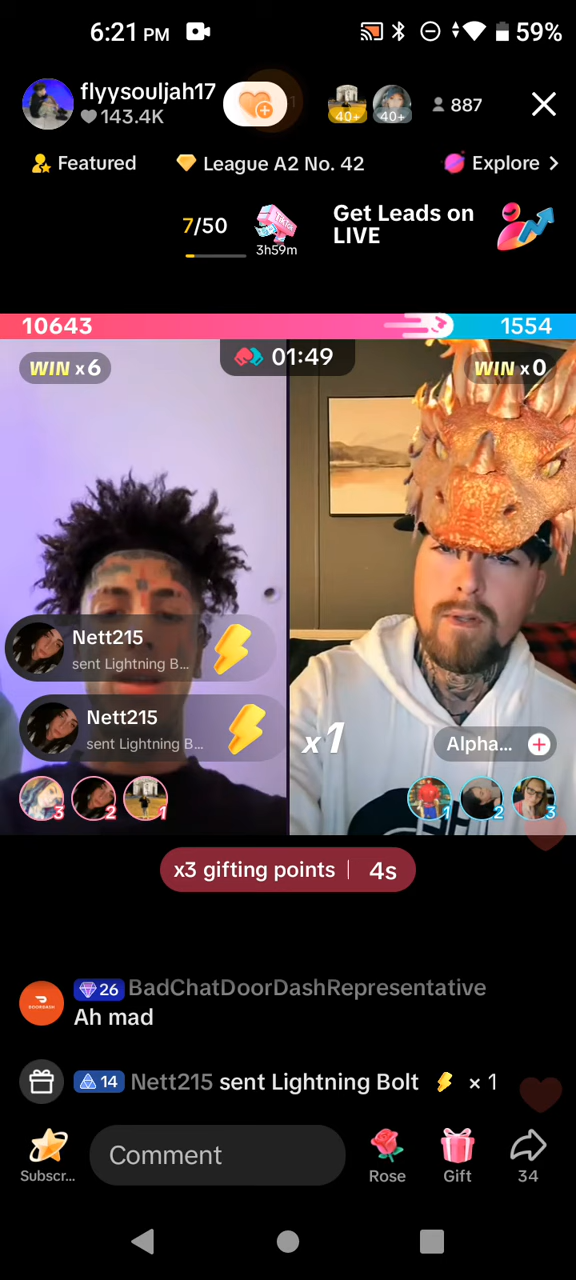 6:21 PM
59%
flyysouljah17
143.4K
40+
40+
887
Featured
League A2 No. 42
Explore
7/50
3h59m
Get Leads on
LIVE
10643
1554
WIN x6
01:49
WIN x0
Nett215
sent Lightning B...
Nett215
sent Lightning B...
x1
Alpha...
3
2
1
1
2
3
x3 gifting points
4s
26 BadChatDoorDashRepresentative
Ah mad
14 Nett215 sent Lightning Bolt x 1
Subscr...
Comment
Rose
Gift
34